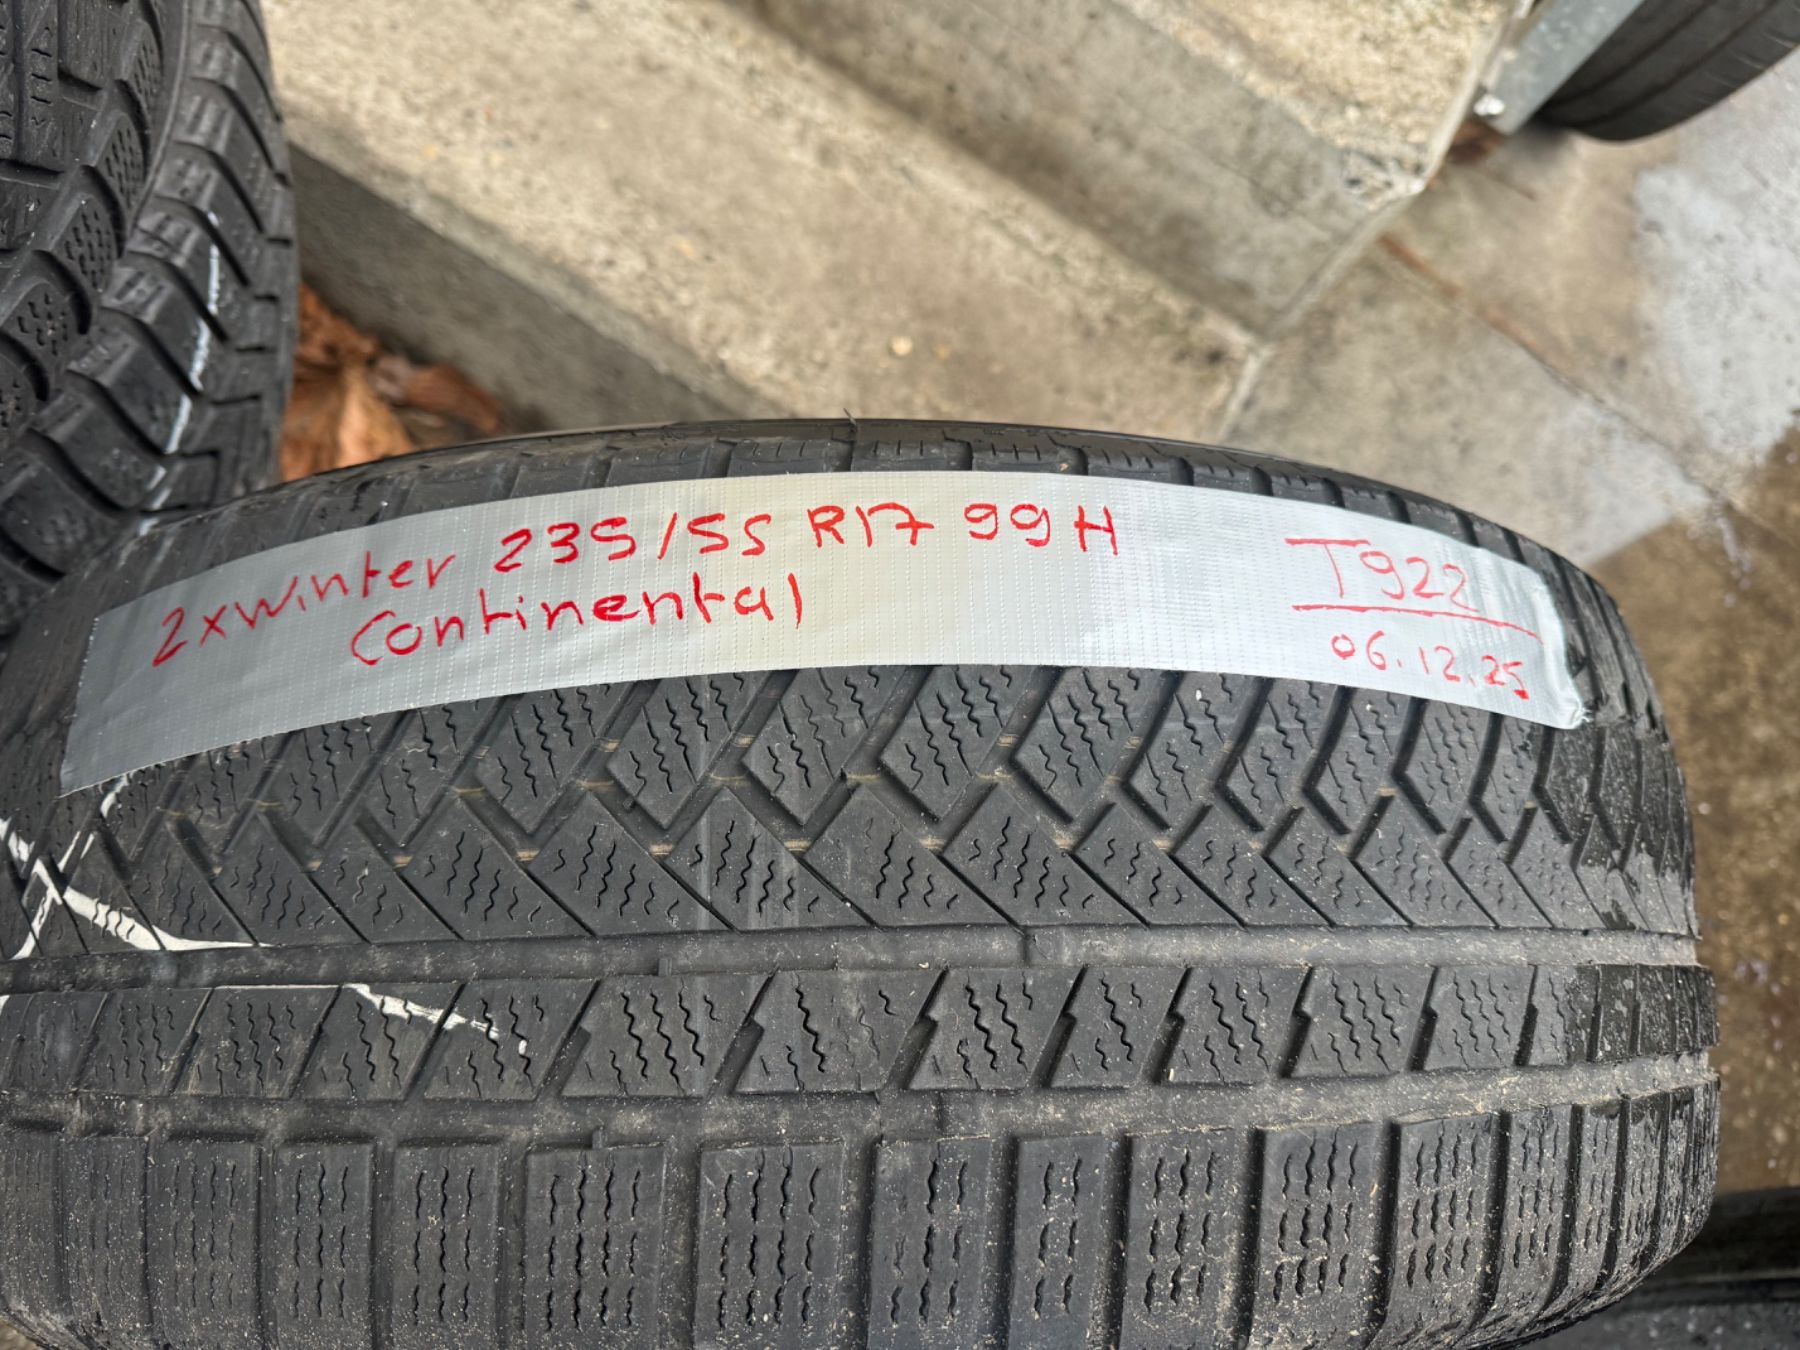 2xWinter 235/55 R17 99H
Continental
T922
06.12.25